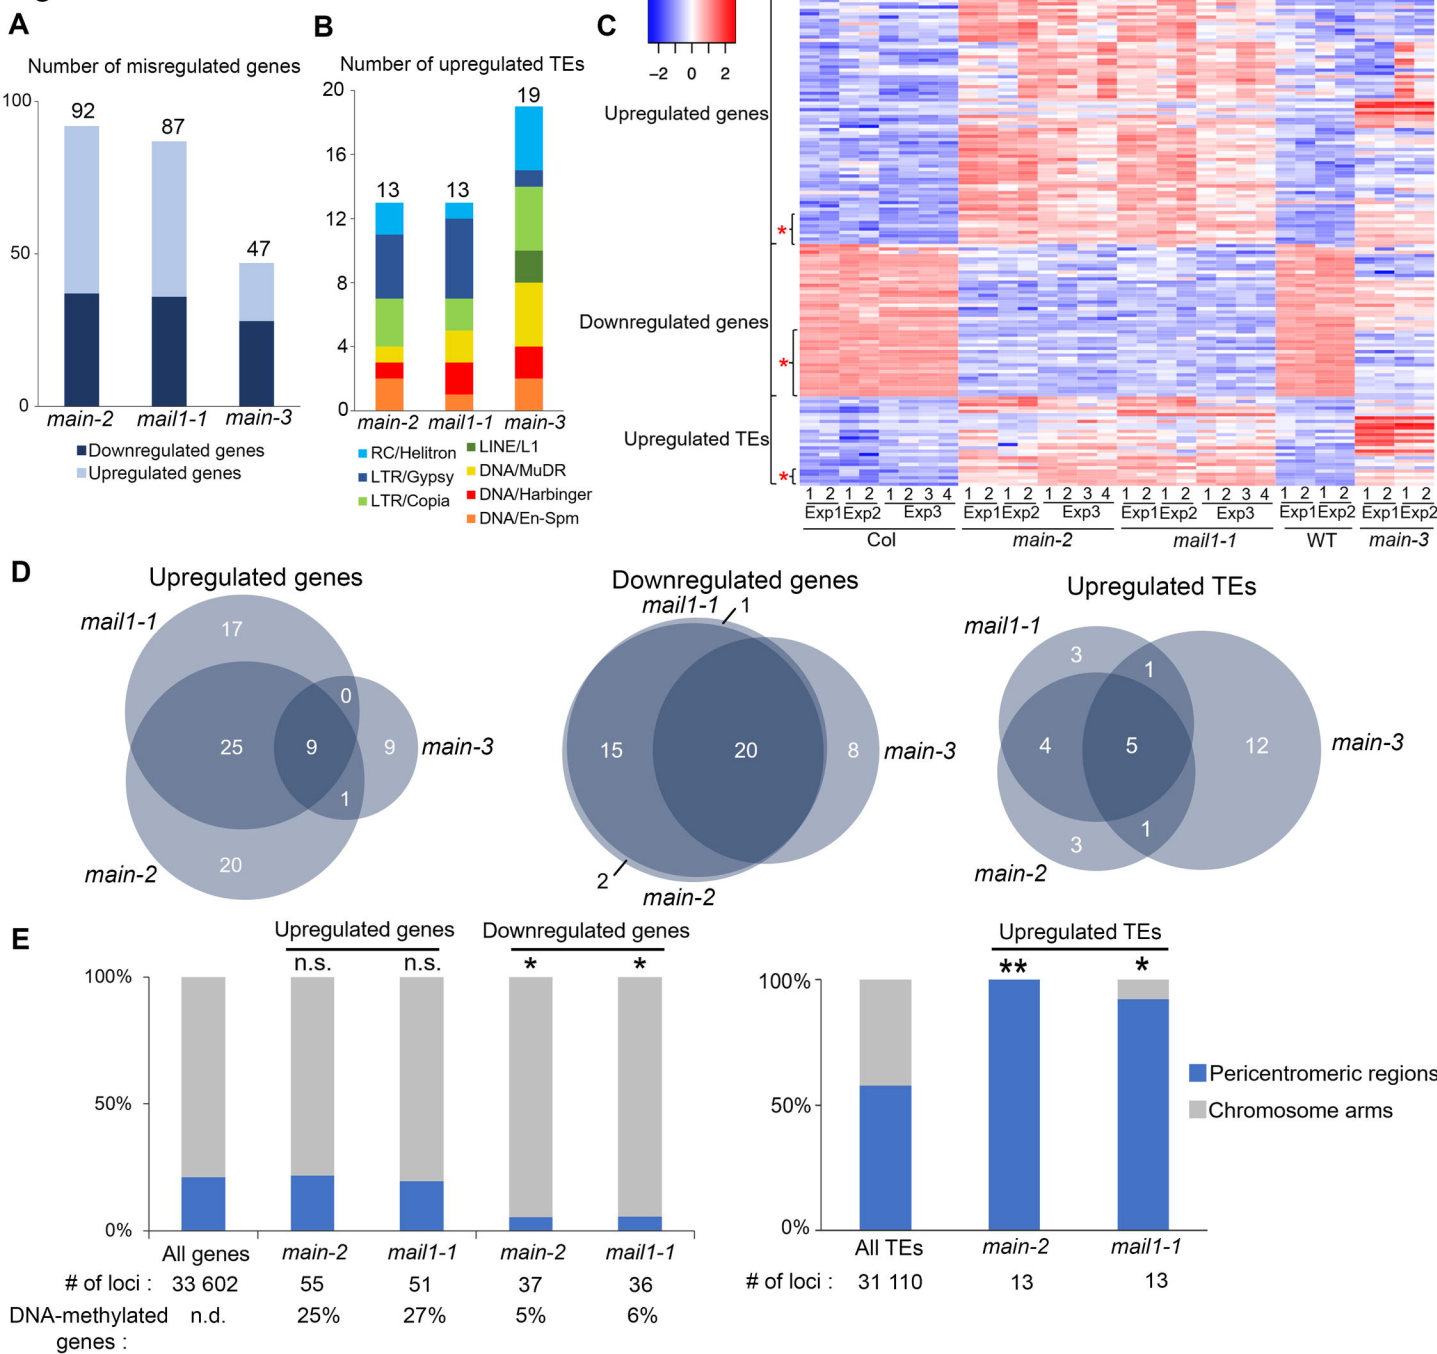 A
Number of misregulated genes
100
50
0
92
87
47
main-2
mail1-1
main-3
Downregulated genes
Upregulated genes
B
Number of upregulated TEs
20
16
12
8
4
0
13
13
19
main-2
mail1-1
main-3
RC/Helitron
LTR/Gypsy
LTR/Copia
LINE/L1
DNA/MuDR
DNA/Harbinger
DNA/En-Spm
C
−2 0 2
Upregulated genes
*
Downregulated genes
*
Upregulated TEs
*
1 2 1 2 1 2 3 4 1 2 1 2 1 2 3 4 1 2 1 2 1 2 3 4 1 2 1 2 1 2 1 2
Exp1 Exp2 Exp3 Exp1 Exp2 Exp3 Exp1 Exp2 Exp3 Exp1 Exp2 Exp1 Exp2
Col main-2 mail1-1 WT main-3
D
Upregulated genes
mail1-1
17
0
25
9
9
main-3
1
20
main-2
Downregulated genes
mail1-1
1
15
20
8
main-3
2
main-2
Upregulated TEs
mail1-1
3
1
4
5
12
main-3
1
3
main-2
E
Upregulated genes
Downregulated genes
n.s.
n.s.
*
*
100%
50%
0%
All genes main-2 mail1-1 main-2 mail1-1
# of loci : 33 602 55 51 37 36
DNA-methylated n.d. 25% 27% 5% 6%
genes :
Upregulated TEs
**
*
100%
50%
0%
All TEs main-2 mail1-1
# of loci : 31 110 13 13
Pericentromeric regions
Chromosome arms